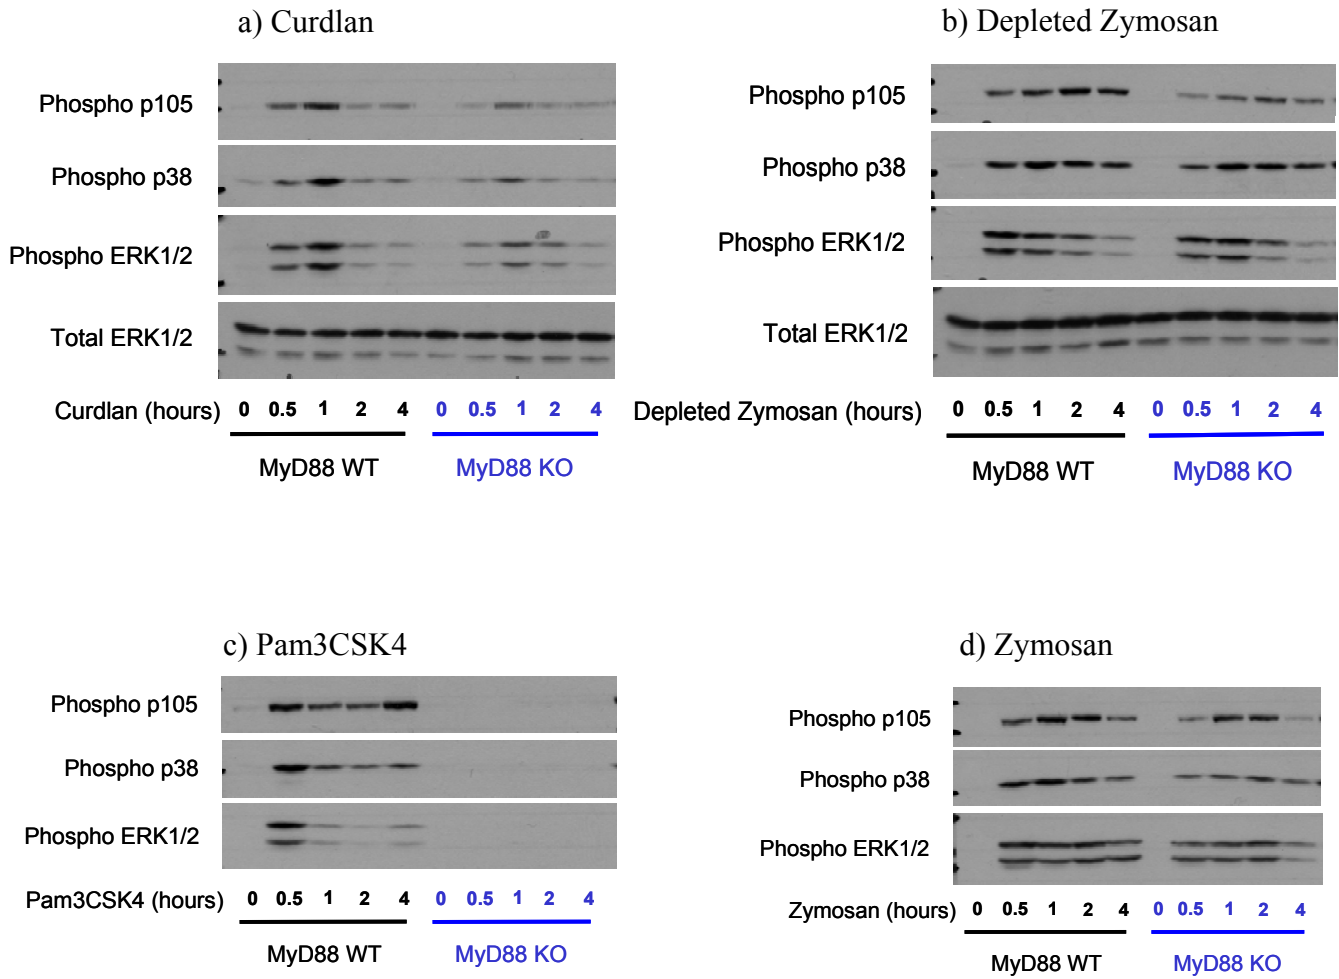 a) Curdlan
Phospho p105
Phospho p38
Phospho ERK1/2
Total ERK1/2
Curdlan (hours) 0 0.5 1 2 4 0 0.5 1 2 4
MyD88 WT MyD88 KO
b) Depleted Zymosan
Phospho p105
Phospho p38
Phospho ERK1/2
Total ERK1/2
Depleted Zymosan (hours) 0 0.5 1 2 4 0 0.5 1 2 4
MyD88 WT MyD88 KO
c) Pam3CSK4
Phospho p105
Phospho p38
Phospho ERK1/2
Pam3CSK4 (hours) 0 0.5 1 2 4 0 0.5 1 2 4
MyD88 WT MyD88 KO
d) Zymosan
Phospho p105
Phospho p38
Phospho ERK1/2
Zymosan (hours) 0 0.5 1 2 4 0 0.5 1 2 4
MyD88 WT MyD88 KO